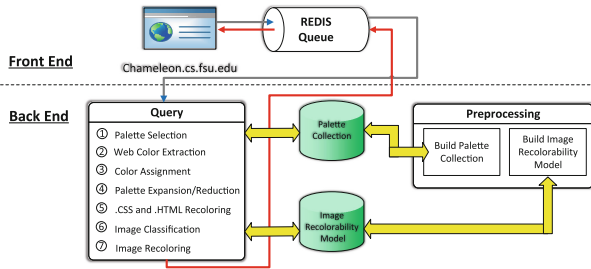 REDIS
Queue
Front End
Chameleon.cs.fsu.edu
Back End
Query
① Palette Selection
② Web Color Extraction
③ Color Assignment
④ Palette Expansion/Reduction
⑤ .CSS and .HTML Recoloring
⑥ Image Classification
⑦ Image Recoloring
Palette
Collection
Image
Recolorability
Model
Preprocessing
Build Palette
Collection
Build Image
Recolorability
Model